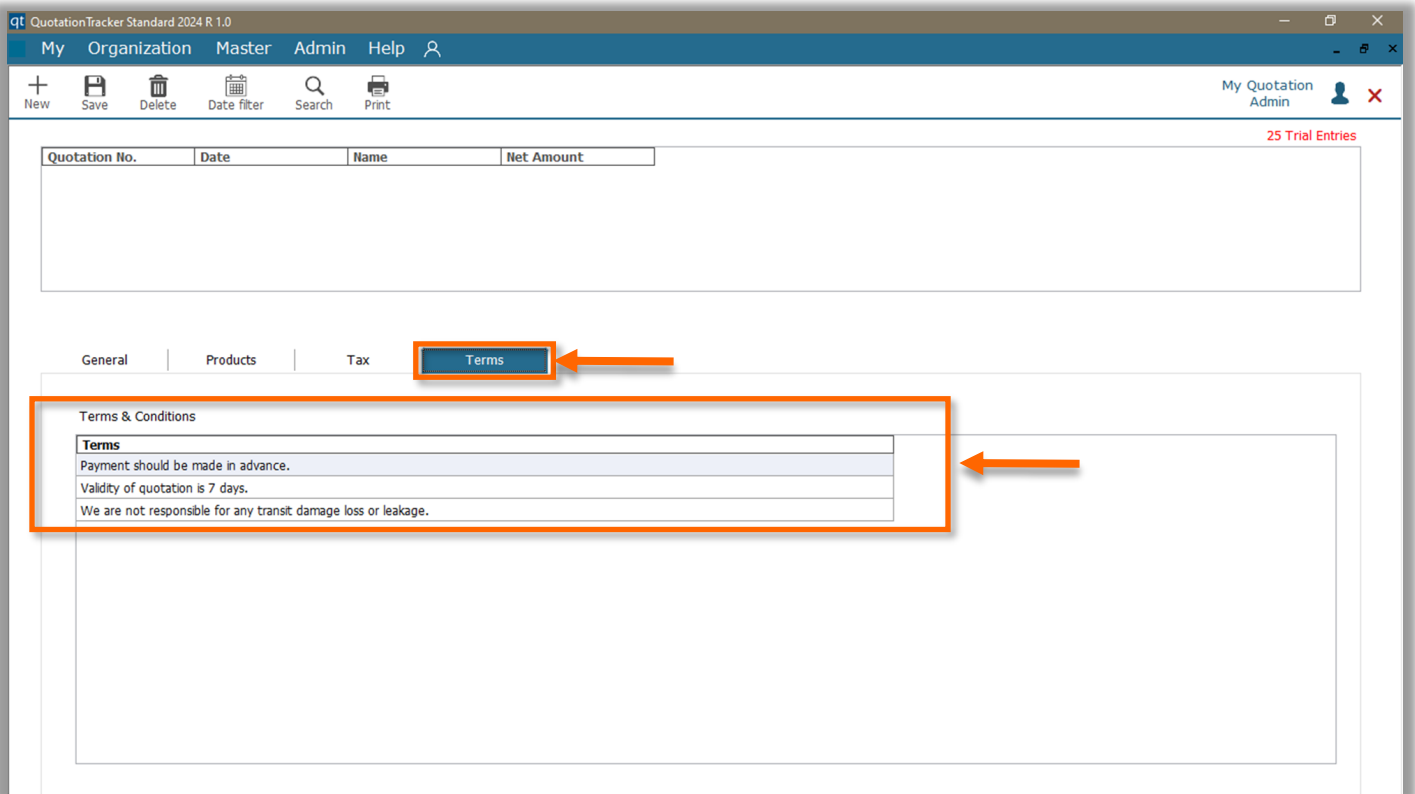 qt QuotationTracker Standard 2024 R 1.0
My Organization Master Admin Help
New Save Delete Date filter Search Print
My Quotation
Admin
25 Trial Entries
Quotation No. Date Name Net Amount
General Products Tax Terms
Terms & Conditions
Terms
Payment should be made in advance.
Validity of quotation is 7 days.
We are not responsible for any transit damage loss or leakage.